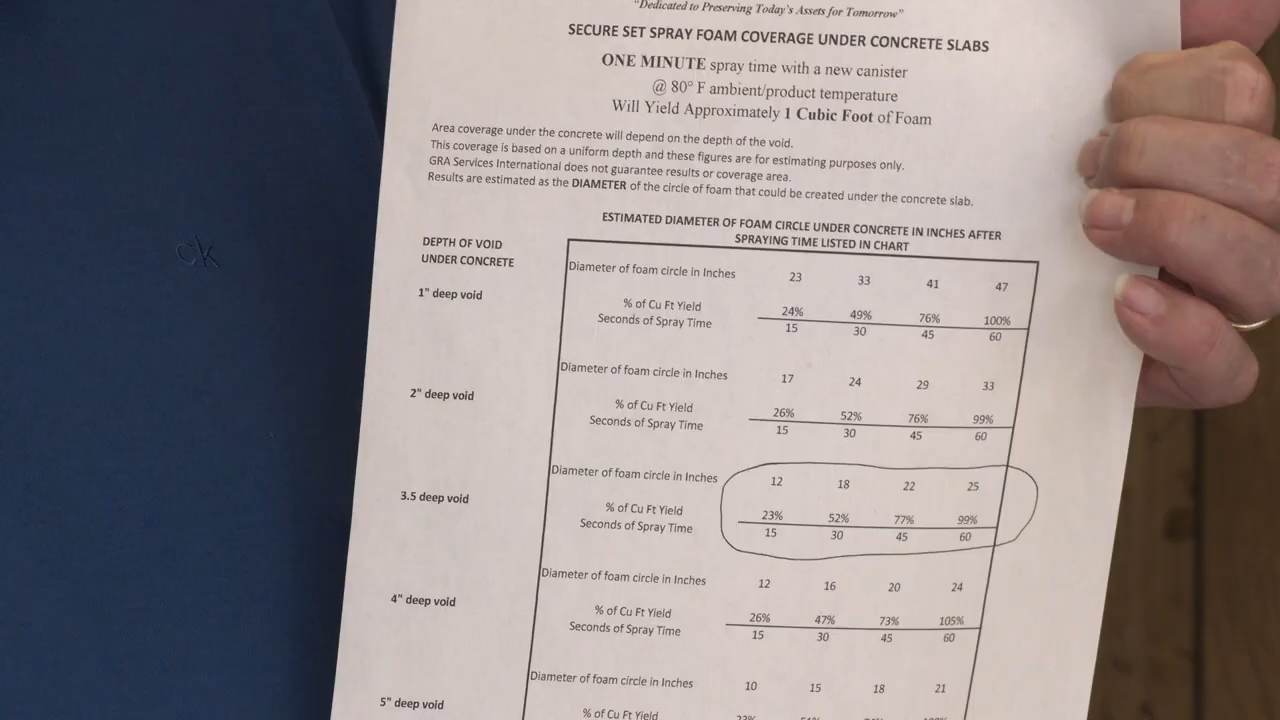 "Dedicated to Preserving Today's Assets for Tomorrow"
SECURE SET SPRAY FOAM COVERAGE UNDER CONCRETE SLABS
ONE MINUTE spray time with a new canister
@ 80° F ambient/product temperature
Will Yield Approximately 1 Cubic Foot of Foam
Area coverage under the concrete will depend on the depth of the void.
This coverage is based on a uniform depth and these figures are for estimating purposes only.
GRA Services International does not guarantee results or coverage area.
Results are estimated as the DIAMETER of the circle of foam that could be created under the concrete slab.
ESTIMATED DIAMETER OF FOAM CIRCLE UNDER CONCRETE IN INCHES AFTER
SPRAYING TIME LISTED IN CHART
DEPTH OF VOID
UNDER CONCRETE
Diameter of foam circle in Inches 23 33 41 47
1" deep void
% of Cu Ft Yield 24% 49% 76% 100%
Seconds of Spray Time 15 30 45 60
Diameter of foam circle in Inches 17 24 29 33
2" deep void
% of Cu Ft Yield 26% 52% 76% 99%
Seconds of Spray Time 15 30 45 60
Diameter of foam circle in Inches 12 18 22 25
3.5 deep void
% of Cu Ft Yield 23% 52% 77% 99%
Seconds of Spray Time 15 30 45 60
Diameter of foam circle in Inches 12 16 20 24
4" deep void
% of Cu Ft Yield 26% 47% 73% 105%
Seconds of Spray Time 15 30 45 60
Diameter of foam circle in Inches 10 15 18 21
5" deep void
% of Cu Ft Yield
ck